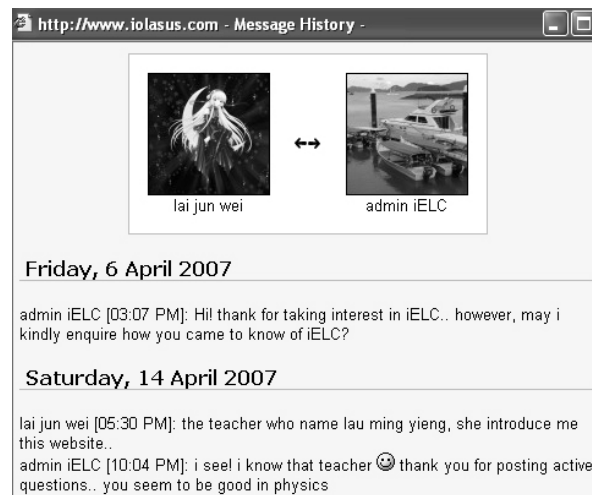 http://www.iolasus.com - Message History -
lai jun wei
admin iELC
Friday, 6 April 2007
admin iELC [03:07 PM]: Hi! thank for taking interest in iELC.. however, may i
kindly enquire how you came to know of iELC?
Saturday, 14 April 2007
lai jun wei [05:30 PM]: the teacher who name lau ming yieng, she introduce me
this website..
admin iELC [10:04 PM]: i see! i know that teacher thank you for posting active
questions.. you seem to be good in physics